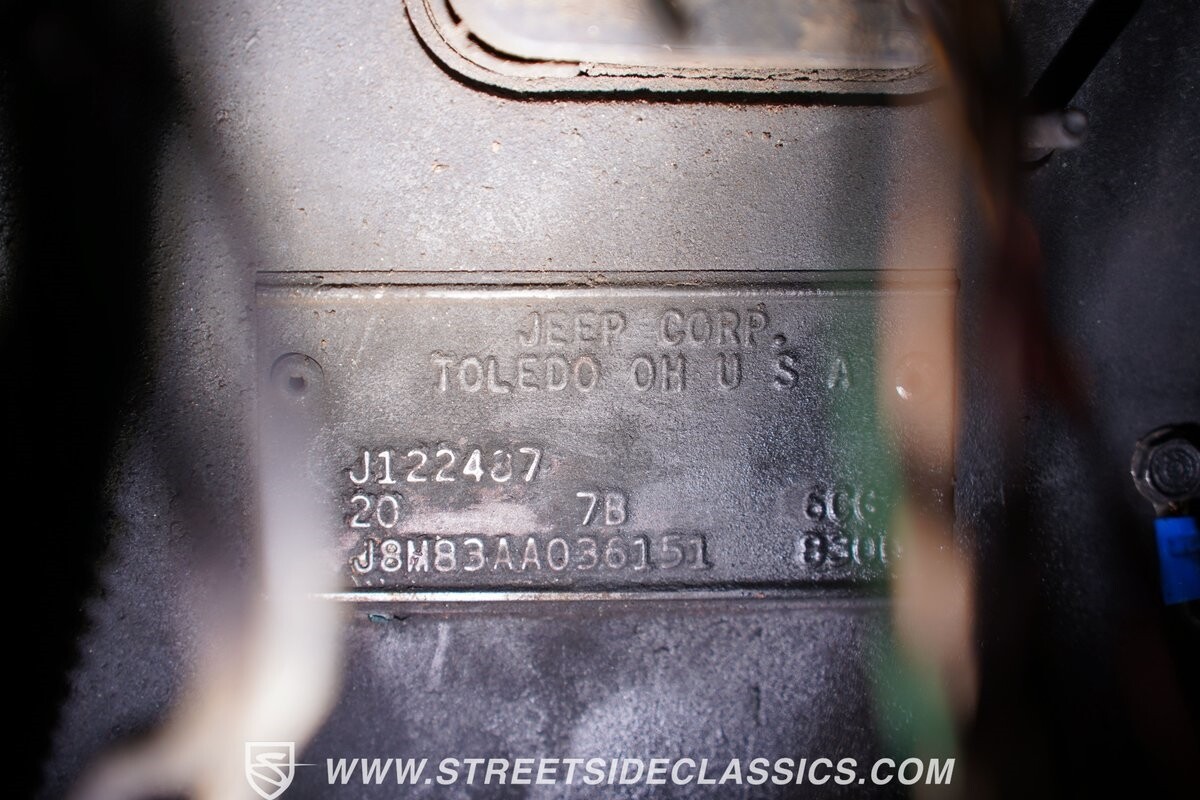 JEEP CORP.
TOLEDO OH U S A
J122487
20 7B
J8M83AA036151
WWW.STREETSIDECLASSICS.COM